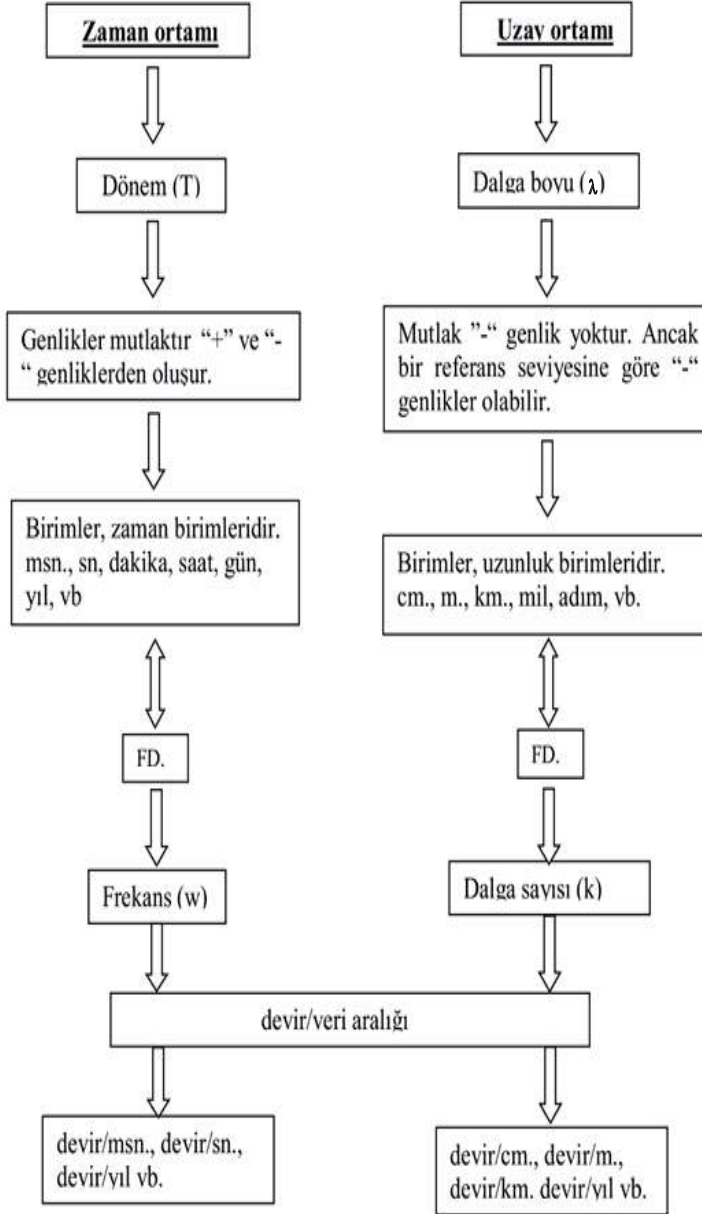 Zaman ortamı
Uzay ortamı
Dönem (T)
Dalga boyu (λ)
Genlikler mutlaktır “+” ve “-
“ genliklerden oluşur.
Mutlak ”-“ genlik yoktur. Ancak
bir referans seviyesine göre “-“
genlikler olabilir.
Birimler, zaman birimleridir.
msn., sn, dakika, saat, gün,
yıl, vb
Birimler, uzunluk birimleridir.
cm., m., km., mil, adım, vb.
FD.
FD.
Frekans (w)
Dalga sayısı (k)
devir/veri aralığı
devir/msn., devir/sn.,
devir/yıl vb.
devir/cm., devir/m.,
devir/km. devir/yıl vb.